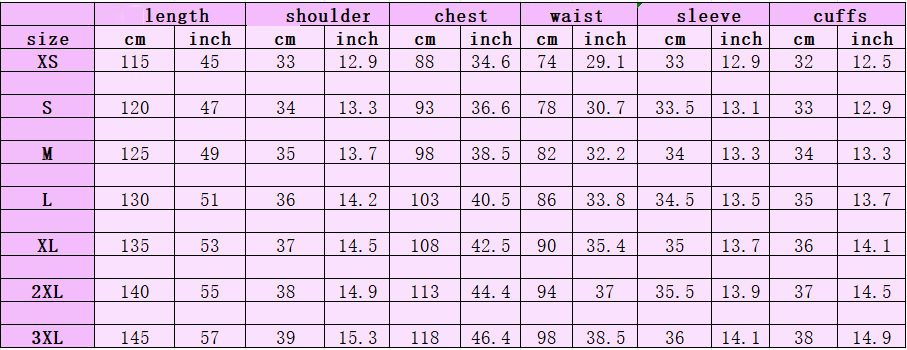 length shoulder chest waist sleeve cuffs
size cm inch cm inch cm inch cm inch cm inch cm inch
XS 115 45 33 12.9 88 34.6 74 29.1 33 12.9 32 12.5
S 120 47 34 13.3 93 36.6 78 30.7 33.5 13.1 33 12.9
M 125 49 35 13.7 98 38.5 82 32.2 34 13.3 34 13.3
L 130 51 36 14.2 103 40.5 86 33.8 34.5 13.5 35 13.7
XL 135 53 37 14.5 108 42.5 90 35.4 35 13.7 36 14.1
2XL 140 55 38 14.9 113 44.4 94 37 35.5 13.9 37 14.5
3XL 145 57 39 15.3 118 46.4 98 38.5 36 14.1 38 14.9